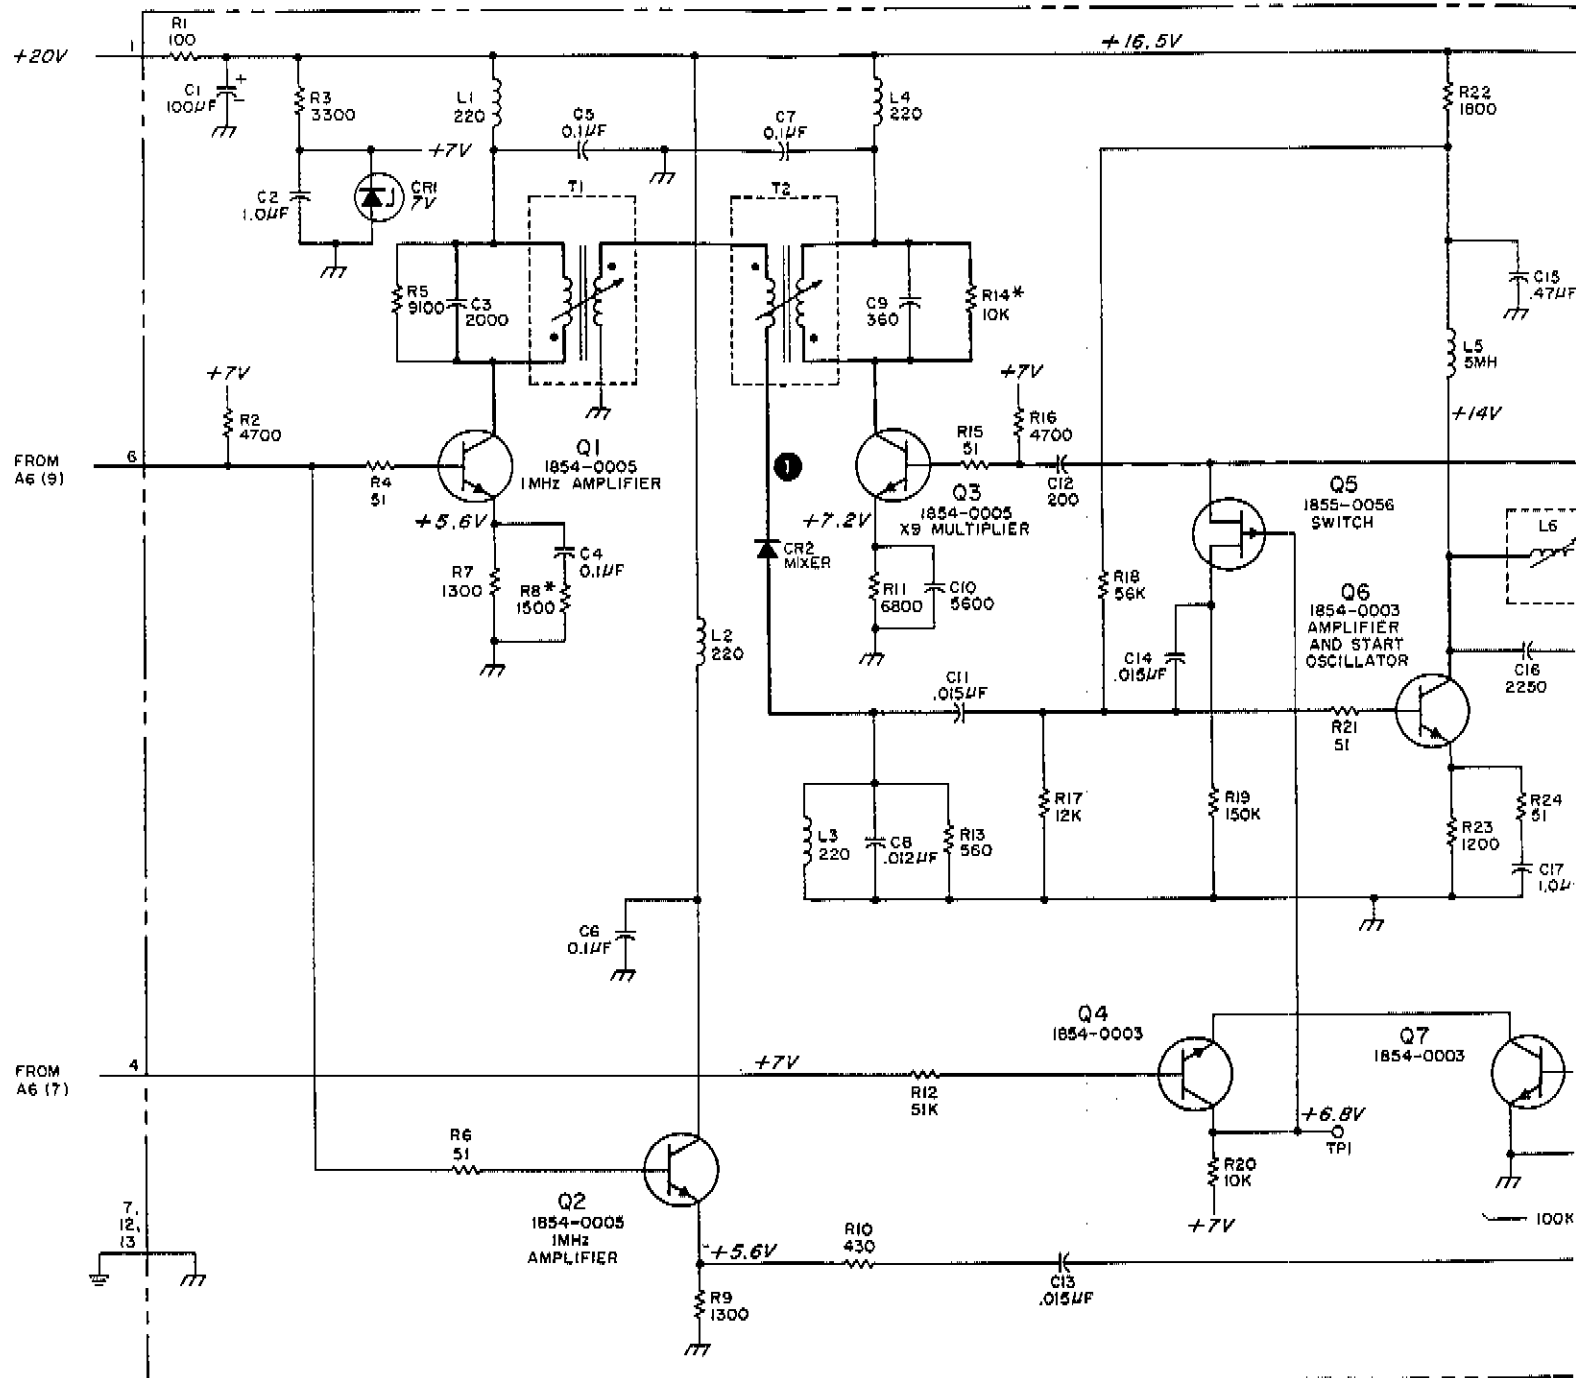 R1
100
+20V
1
+16.5V
C1
100µF
+
-
R3
3300
L1
220
C5
0.1µF
C7
0.1µF
L4
220
R22
1800
+7V
C2
1.0µF
CR1
7V
T1
T2
R5
9100
C3
2000
C9
360
R14*
10K
C15
.47µF
L5
5MH
+7V
R2
4700
+7V
R16
4700
+14V
FROM
A6 (9)
6
R4
51
Q1
1854-0005
1MHZ AMPLIFIER
1
R15
51
C12
200
Q3
1854-0005
X9 MULTIPLIER
Q5
1855-0056
SWITCH
L6
+5.6V
+7.2V
C4
0.1µF
R7
1300
R8*
1500
CR2
MIXER
R11
6800
C10
5600
R18
56K
Q6
1854-0003
AMPLIFIER
AND START
OSCILLATOR
L2
220
C11
.015µF
C14
.015µF
C16
2250
R21
51
L3
220
C8
.012µF
R13
560
R17
12K
R19
150K
R23
1200
R24
51
C17
1.0µ
C6
0.1µF
FROM
A6 (7)
4
+7V
R12
51K
Q4
1854-0003
Q7
1854-0003
+6.8V
TP1
R6
51
R20
10K
+7V
100K
7,
12,
13
Q2
1854-0005
1MHz
AMPLIFIER
+5.6V
R10
430
C13
.015µF
R9
1300